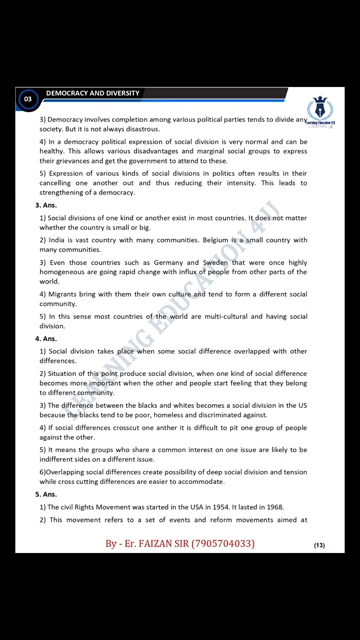 03
DEMOCRACY AND DIVERSITY
Learning Education 4 U
3) Democracy involves completion among various political parties tends to divide any
society. But it is not always disastrous.
4) In a democracy political expression of social division is very normal and can be
healthy. This allows various disadvantages and marginal social groups to express
their grievances and get the government to attend to these.
5) Expression of various kinds of social divisions in politics often results in their
cancelling one another out and thus reducing their intensity. This leads to
strengthening of a democracy.
3. Ans.
1) Social divisions of one kind or another exist in most countries. It does not matter
whether the country is small or big.
2) India is vast country with many communities. Belgium is a small country with
many communities.
3) Even those countries such as Germany and Sweden that were once highly
homogeneous are going rapid change with influx of people from other parts of the
world.
4) Migrants bring with them their own culture and tend to form a different social
community.
5) In this sense most countries of the world are multi-cultural and having social
division.
4. Ans.
1) Social division takes place when some social difference overlapped with other
differences.
2) Situation of this point produce social division, when one kind of social difference
becomes more important when the other and people start feeling that they belong
to different community.
3) The difference between the blacks and whites becomes a social division in the US
because the blacks tend to be poor, homeless and discriminated against.
4) If social differences crosscut one anther it is difficult to pit one group of people
against the other.
5) It means the groups who share a common interest on one issue are likely to be
indifferent sides on a different issue.
6)Overlapping social differences create possibility of deep social division and tension
while cross cutting differences are easier to accommodate.
5. Ans.
1) The civil Rights Movement was started in the USA in 1954. It lasted in 1968.
2) This movement refers to a set of events and reform movements aimed at
LEARNING EDUCATION 4 U
By - Er. FAIZAN SIR (7905704033)
(13)